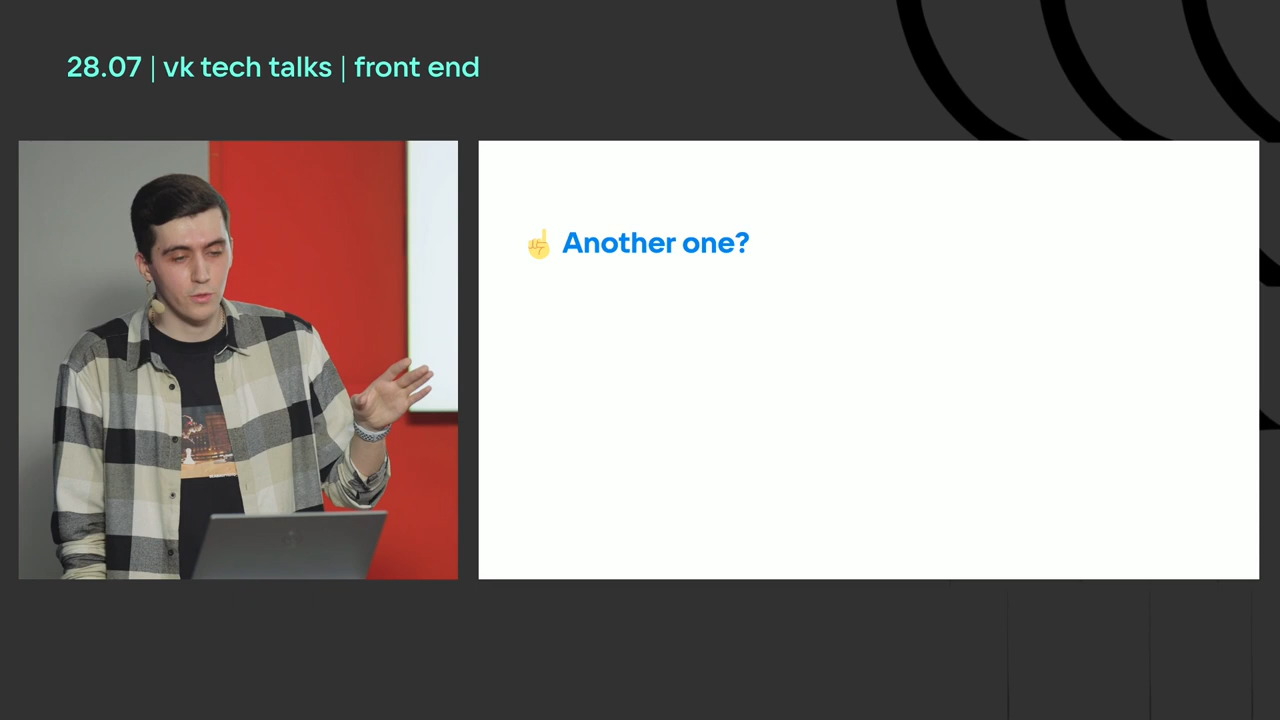 28.07 | vk tech talks | front end
Another one?